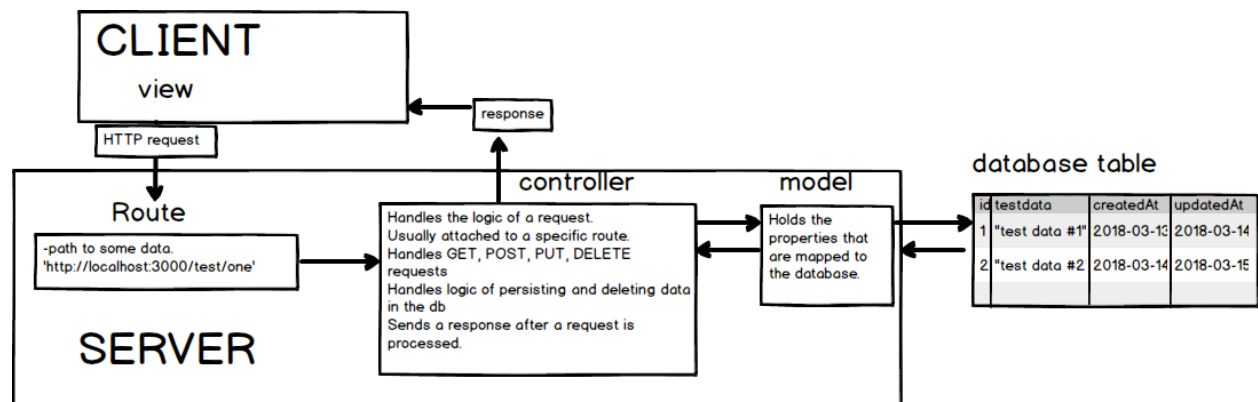 CLIENT
view
HTTP request
response
SERVER
Route
-path to some data.
'http://localhost:3000/test/one'
controller
Handles the logic of a request.
Usually attached to a specific route.
Handles GET, POST, PUT, DELETE
requests
Handles logic of persisting and deleting data
in the db
Sends a response after a request is
processed.
model
Holds the
properties that
are mapped to
the database.
database table
id testdata createdAt updatedAt
1 "test data #1" 2018-03-13 2018-03-14
2 "test data #2 2018-03-14 2018-03-15